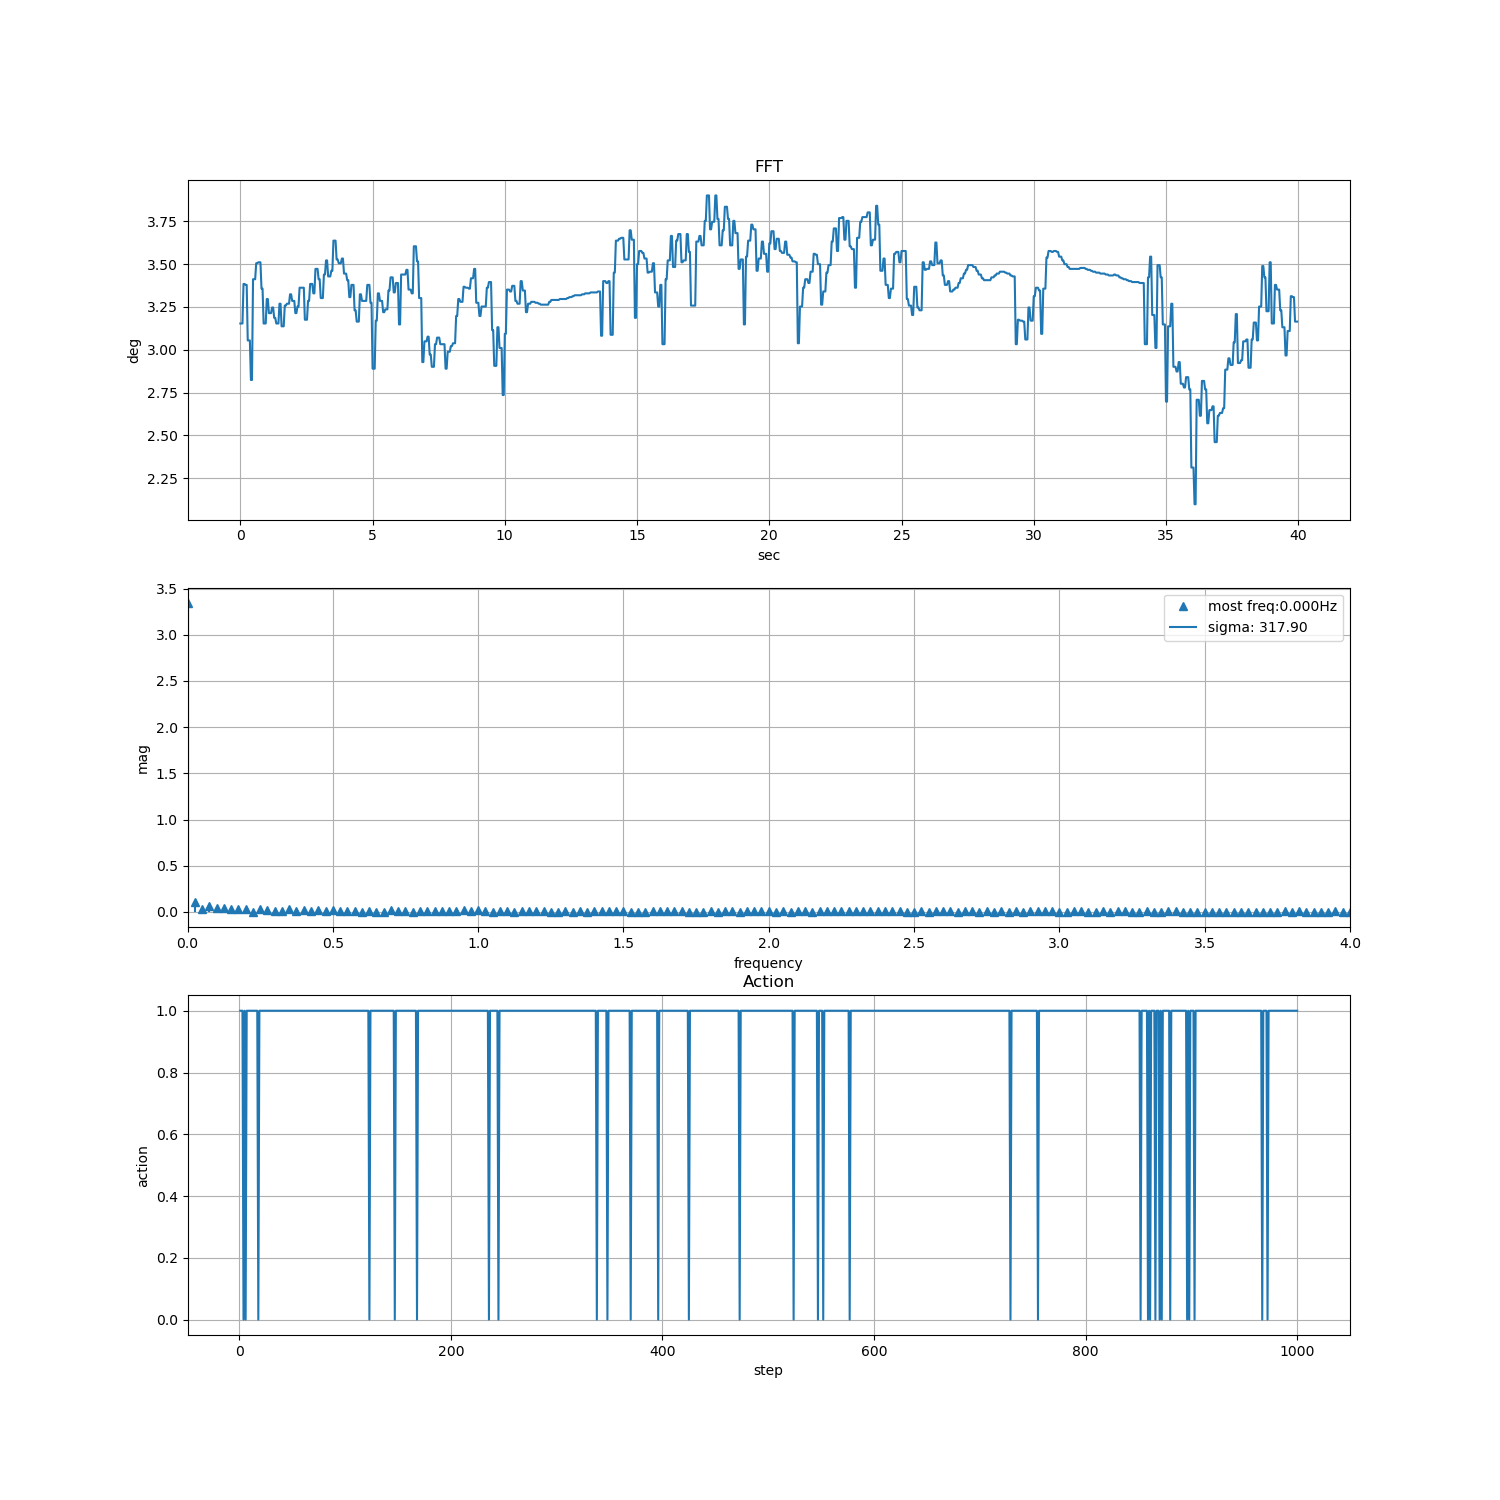 FFT
3.75
3.50
3.25
3.00
2.75
2.50
2.25
deg
0 5 10 15 20 25 30 35 40
sec
3.5
3.0
2.5
2.0
1.5
1.0
0.5
0.0
mag
most freq:0.000Hz
sigma: 317.90
0.0 0.5 1.0 1.5 2.0 2.5 3.0 3.5 4.0
frequency
Action
1.0
0.8
0.6
0.4
0.2
0.0
action
0 200 400 600 800 1000
step